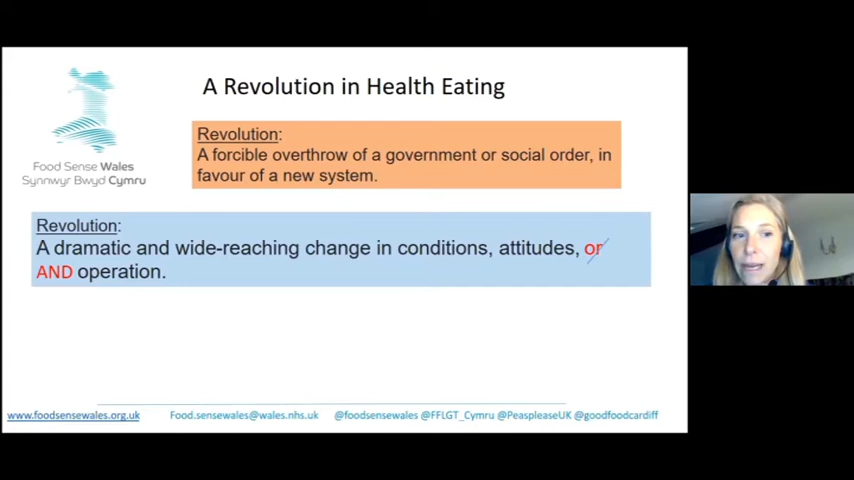 A Revolution in Health Eating
Food Sense Wales
Synnwyr Bwyd Cymru
Revolution:
A forcible overthrow of a government or social order, in
favour of a new system.
Revolution:
A dramatic and wide-reaching change in conditions, attitudes, or
AND operation.
www.foodsensewales.org.uk Food.sensewales@wales.nhs.uk @foodsensewales @FFLGT_Cymru @PeaspleaseUK @goodfoodcardiff